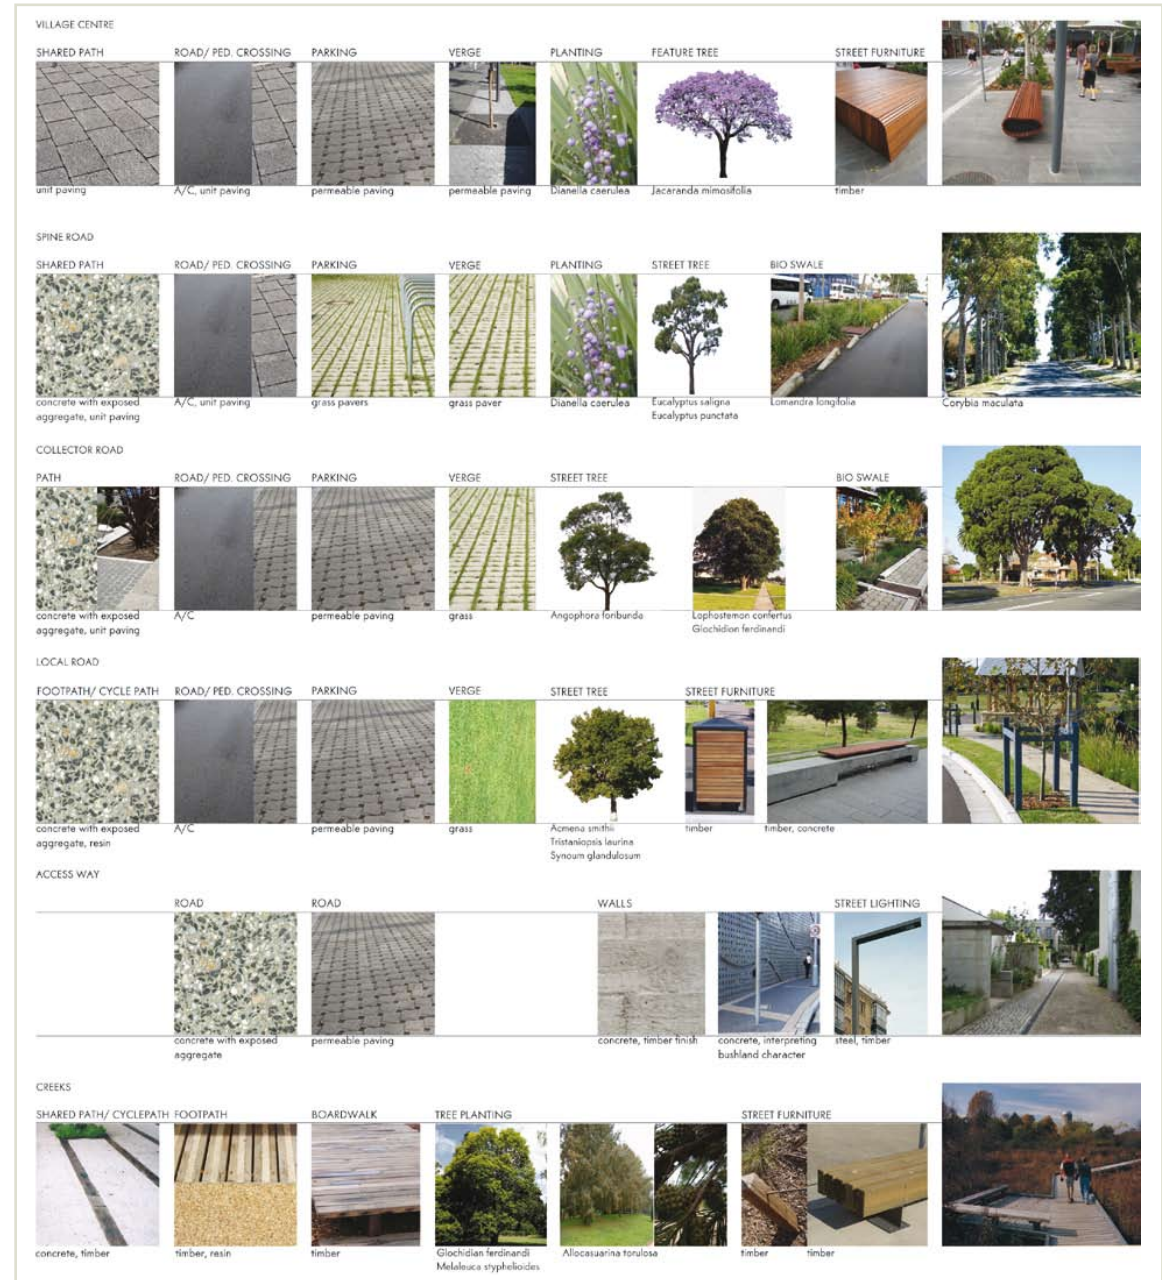 VILLAGE CENTRE
SHARED PATH
ROAD/ PED. CROSSING
PARKING
VERGE
PLANTING
FEATURE TREE
STREET FURNITURE
unit paving
A/C, unit paving
permeable paving
permeable paving
Dianella caerulea
Jacaranda mimosifolia
timber
SPINE ROAD
SHARED PATH
ROAD/ PED. CROSSING
PARKING
VERGE
PLANTING
STREET TREE
BIO SWALE
concrete with exposed
aggregate, unit paving
A/C, unit paving
grass pavers
grass paver
Dianella caerulea
Eucalyptus saligna
Eucalyptus punctata
Lomandra longifolia
Corybia maculata
COLLECTOR ROAD
PATH
ROAD/ PED. CROSSING
PARKING
VERGE
STREET TREE
BIO SWALE
concrete with exposed
aggregate, unit paving
A/C
permeable paving
grass
Angophora foribunda
Lophostemon confertus
Glochidion ferdinandi
LOCAL ROAD
FOOTPATH/ CYCLE PATH
ROAD/ PED. CROSSING
PARKING
VERGE
STREET TREE
STREET FURNITURE
concrete with exposed
aggregate, resin
A/C
permeable paving
grass
Acmena smithii
Tristaniopsis laurina
Synoum glandulosum
timber
timber, concrete
ACCESS WAY
ROAD
ROAD
WALLS
STREET LIGHTING
concrete with exposed
aggregate
permeable paving
concrete, timber finish
concrete, interpreting
bushland character
steel, timber
CREEKS
SHARED PATH/ CYCLEPATH
FOOTPATH
BOARDWALK
TREE PLANTING
STREET FURNITURE
concrete, timber
timber, resin
timber
Glochidian ferdinandi
Melaleuca styphelioides
Allocasuarina torulosa
timber
timber